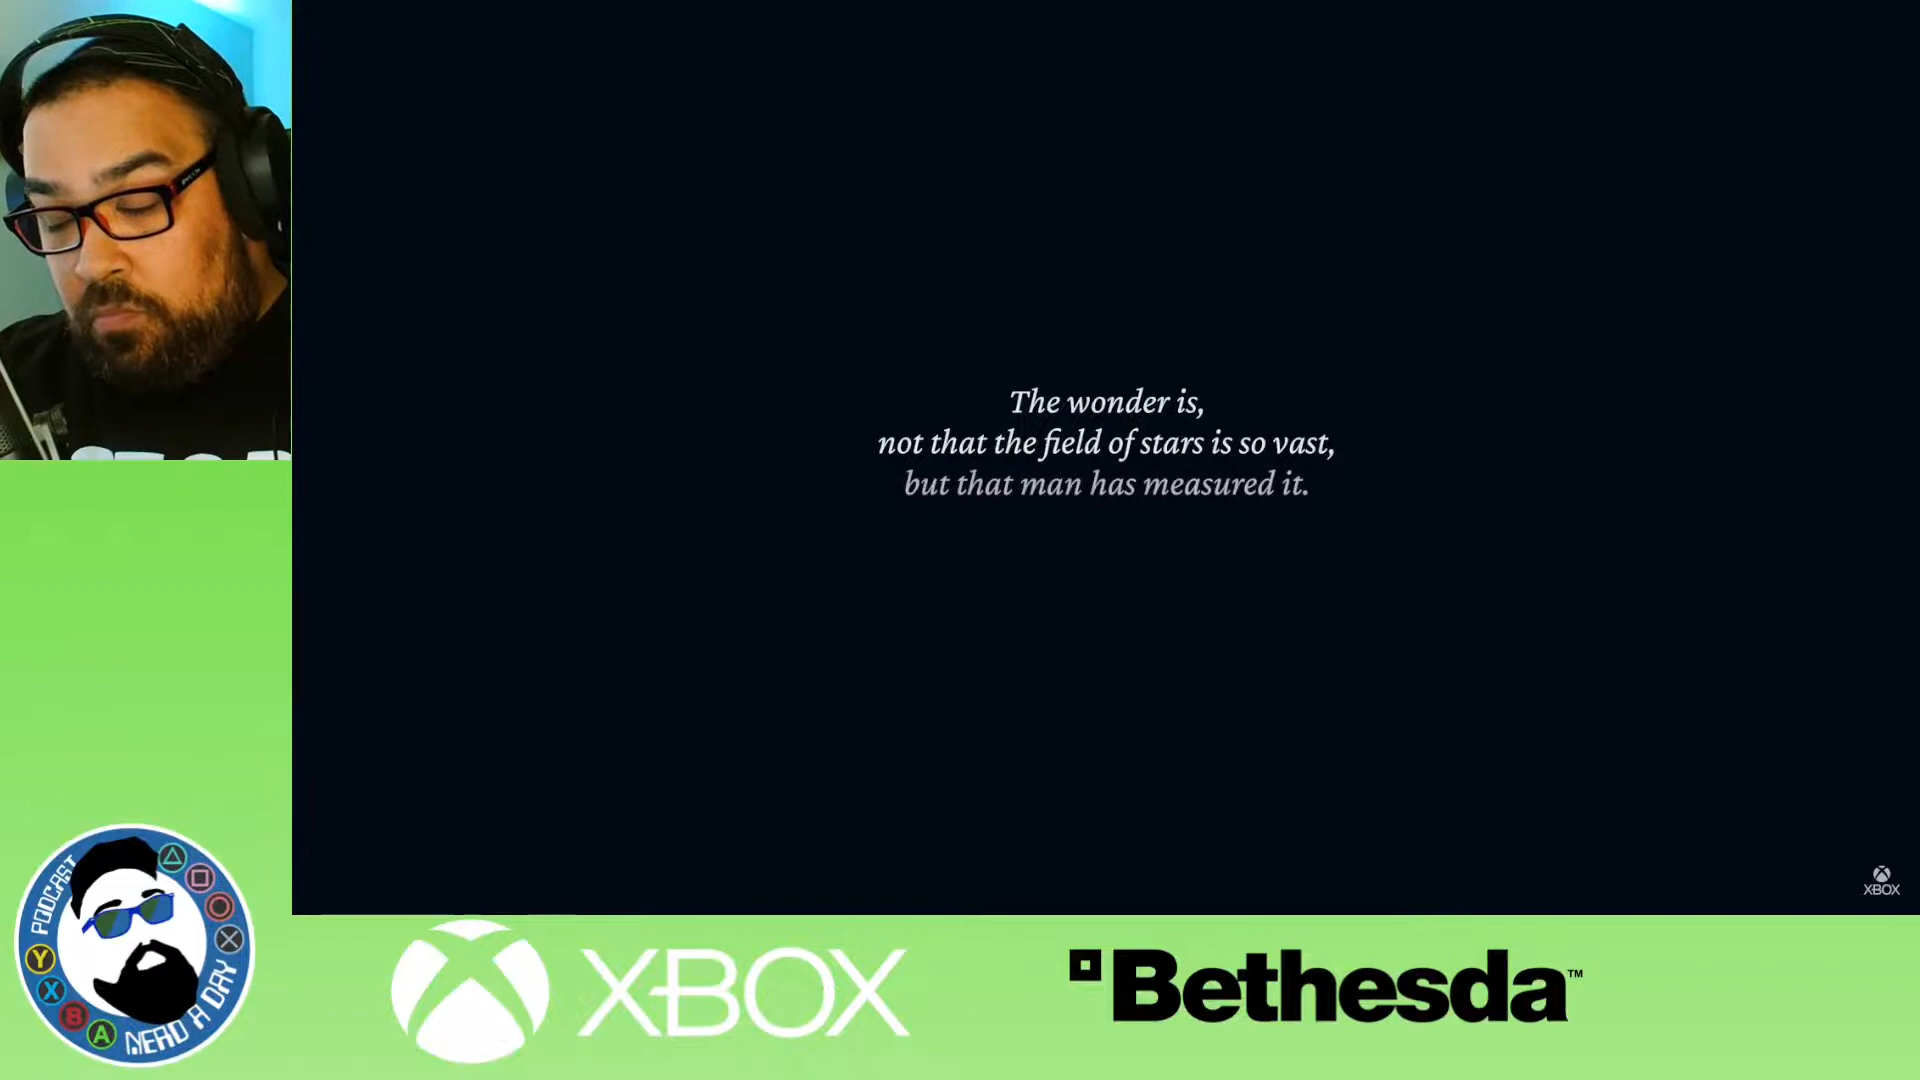 The wonder is,
not that the field of stars is so vast,
but that man has measured it.
XBOX
PODCAST
Y
X
B
A
NERD A DAY
XBOX
Bethesda™